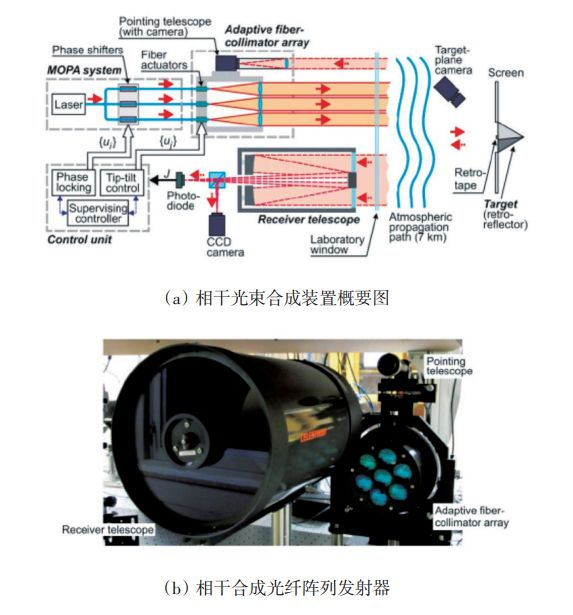 Pointing telescope
(with camera)
Adaptive fiber-
collimator array
Phase shifters
Fiber
actuators
MOPA system
Laser
Target-
plane
camera
Screen
{uj}
{uj}
Phase
locking
Tip-tilt
control
J
Supervising
controller
Control unit
Photo-
diode
CCD
camera
Receiver telescope
Laboratory
window
Atmospheric
propagation
path (7 km)
Retro-
tape
Target
(retro-
reflector)
(a) 相干光束合成装置概要图
Pointing
telescope
CELESTRON
Receiver telescope
Adaptive fiber-
collimator array
(b) 相干合成光纤阵列发射器